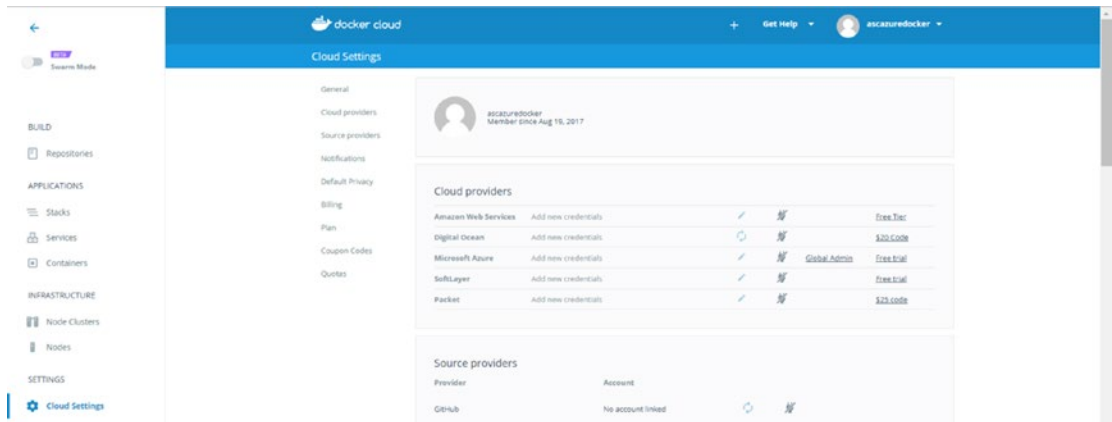 docker cloud
+ Get Help ascazuredocker
BETA
Swarm Mode
Cloud Settings
BUILD
Repositories
APPLICATIONS
Stacks
Services
Containers
INFRASTRUCTURE
Node Clusters
Nodes
SETTINGS
Cloud Settings
General
Cloud providers
Source providers
Notifications
Default Privacy
Billing
Plan
Coupon Codes
Quotas
ascazuredocker
Member since Aug 19, 2017
Cloud providers
Amazon Web Services Add new credentials Free Tier
Digital Ocean Add new credentials $20 Code
Microsoft Azure Add new credentials Global Admin Free trial
SoftLayer Add new credentials Free trial
Packet Add new credentials $25 code
Source providers
Provider Account
GitHub No account linked